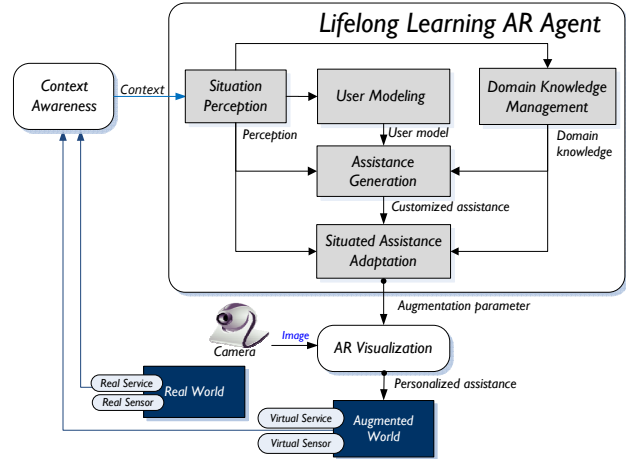 Lifelong Learning AR Agent
Context
Awareness
Context
Situation
Perception
User Modeling
Domain Knowledge
Management
Perception
User model
Domain
knowledge
Assistance
Generation
Customized assistance
Situated Assistance
Adaptation
Augmentation parameter
Camera
Image
AR Visualization
Personalized assistance
Real Service
Real Sensor
Real World
Virtual Service
Virtual Sensor
Augmented
World